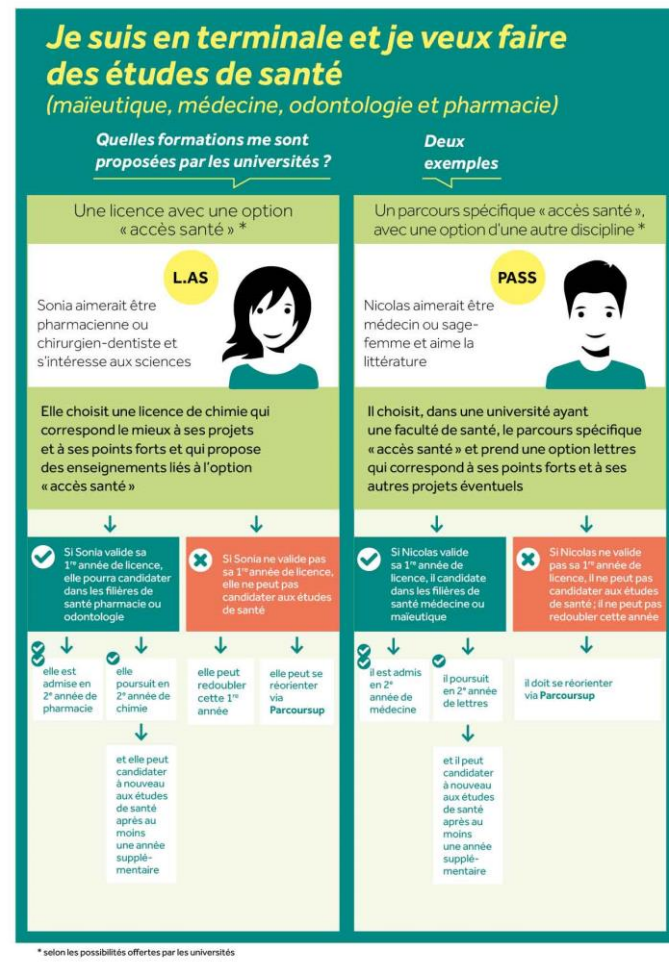 Je suis en terminale et je veux faire
des études de santé
(maïeutique, médecine, odontologie et pharmacie)
Quelles formations me sont
proposées par les universités ?
Deux
exemples
Une licence avec une option
« accès santé » *
L.AS
Sonia aimerait être
pharmacienne ou
chirurgien-dentiste et
s'intéresse aux sciences
Elle choisit une licence de chimie qui
correspond le mieux à ses projets
et à ses points forts et qui propose
des enseignements liés à l'option
« accès santé »
Si Sonia valide sa
1re année de licence,
elle pourra candidater
dans les filières de
santé pharmacie ou
odontologie
Si Sonia ne valide pas
sa 1re année de licence,
elle ne peut pas
candidater aux études
de santé
elle est
admise en
2e année de
pharmacie
elle
poursuit en
2e année de
chimie
elle peut
redoubler
cette 1re
année
elle peut se
réorienter
via
Parcoursup
et elle peut
candidater
à nouveau
aux études
de santé
après au
moins
une année
supplé-
mentaire
Un parcours spécifique « accès santé »,
avec une option d'une autre discipline *
PASS
Nicolas aimerait être
médecin ou sage-
femme et aime la
littérature
Il choisit, dans une université ayant
une faculté de santé, le parcours spécifique
« accès santé » et prend une option lettres
qui correspond à ses points forts et à ses
autres projets éventuels
Si Nicolas valide
sa 1re année de
licence, il candidate
dans les filières de
santé médecine ou
maïeutique
Si Nicolas ne valide
pas sa 1re année de
licence, il ne peut pas
candidater aux études
de santé ; il ne peut pas
redoubler cette année
il est admis
en 2e
année de
médecine
il poursuit
en 2e année
de lettres
il doit se réorienter
via Parcoursup
et il peut
candidater
à nouveau
aux études
de santé
après au
moins
une année
supplé-
mentaire
* selon les possibilités offertes par les universités